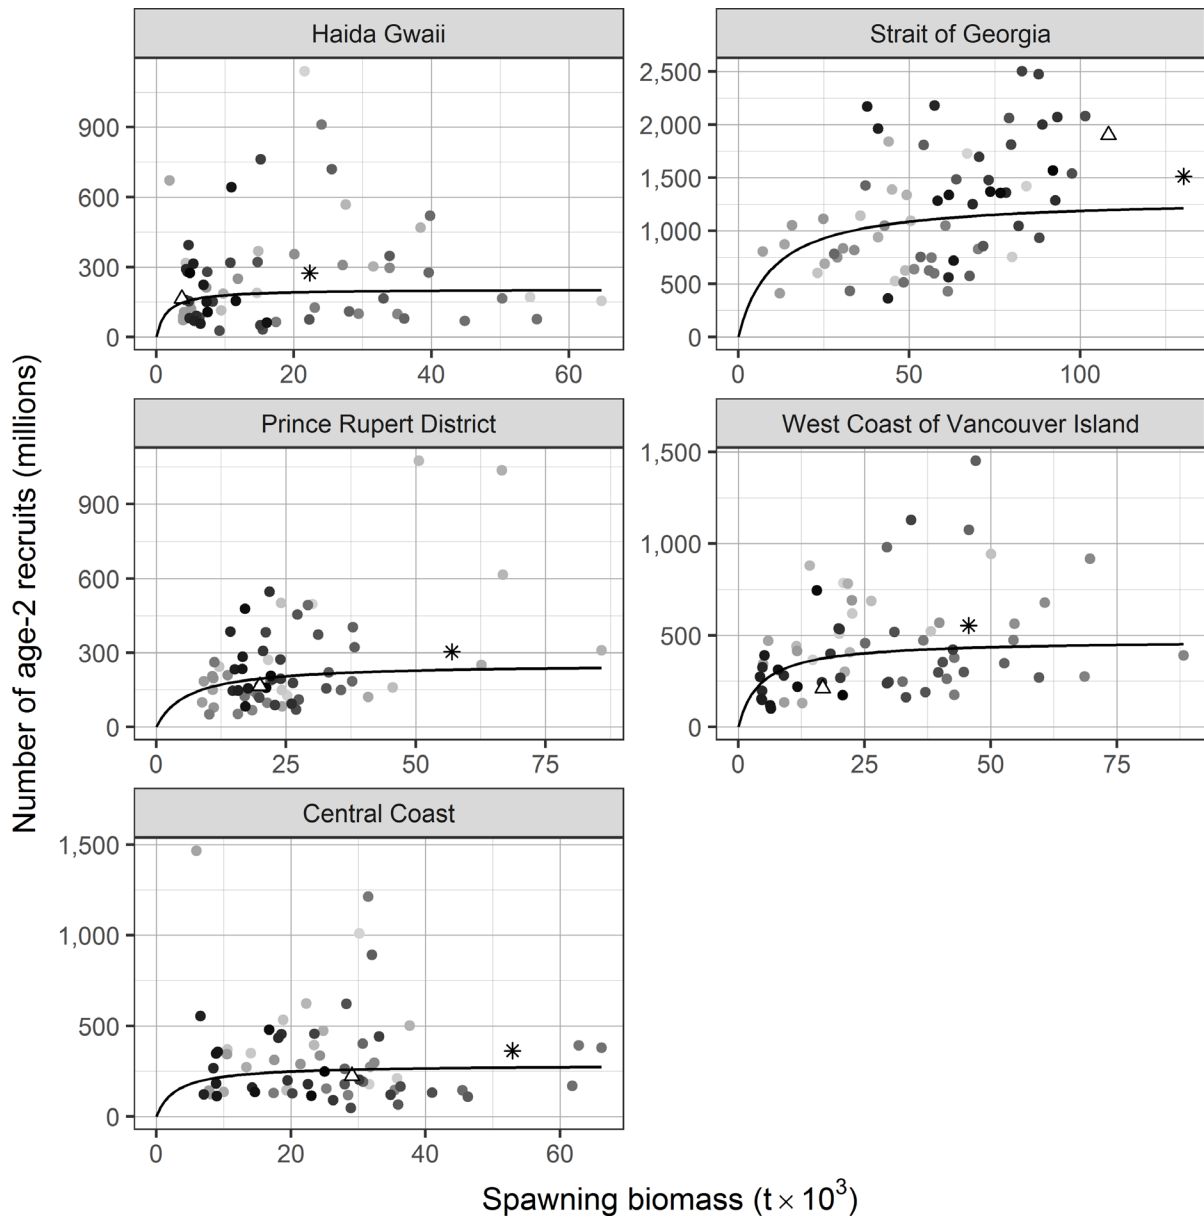 Haida Gwaii
Strait of Georgia
900
600
300
0
0 20 40 60
2,500
2,000
1,500
1,000
500
0
0 50 100
Prince Rupert District
West Coast of Vancouver Island
900
600
300
0
0 25 50 75
1,500
1,000
500
0
0 25 50 75
Central Coast
1,500
1,000
500
0
0 20 40 60
Number of age-2 recruits (millions)
Spawning biomass (t × 10³)